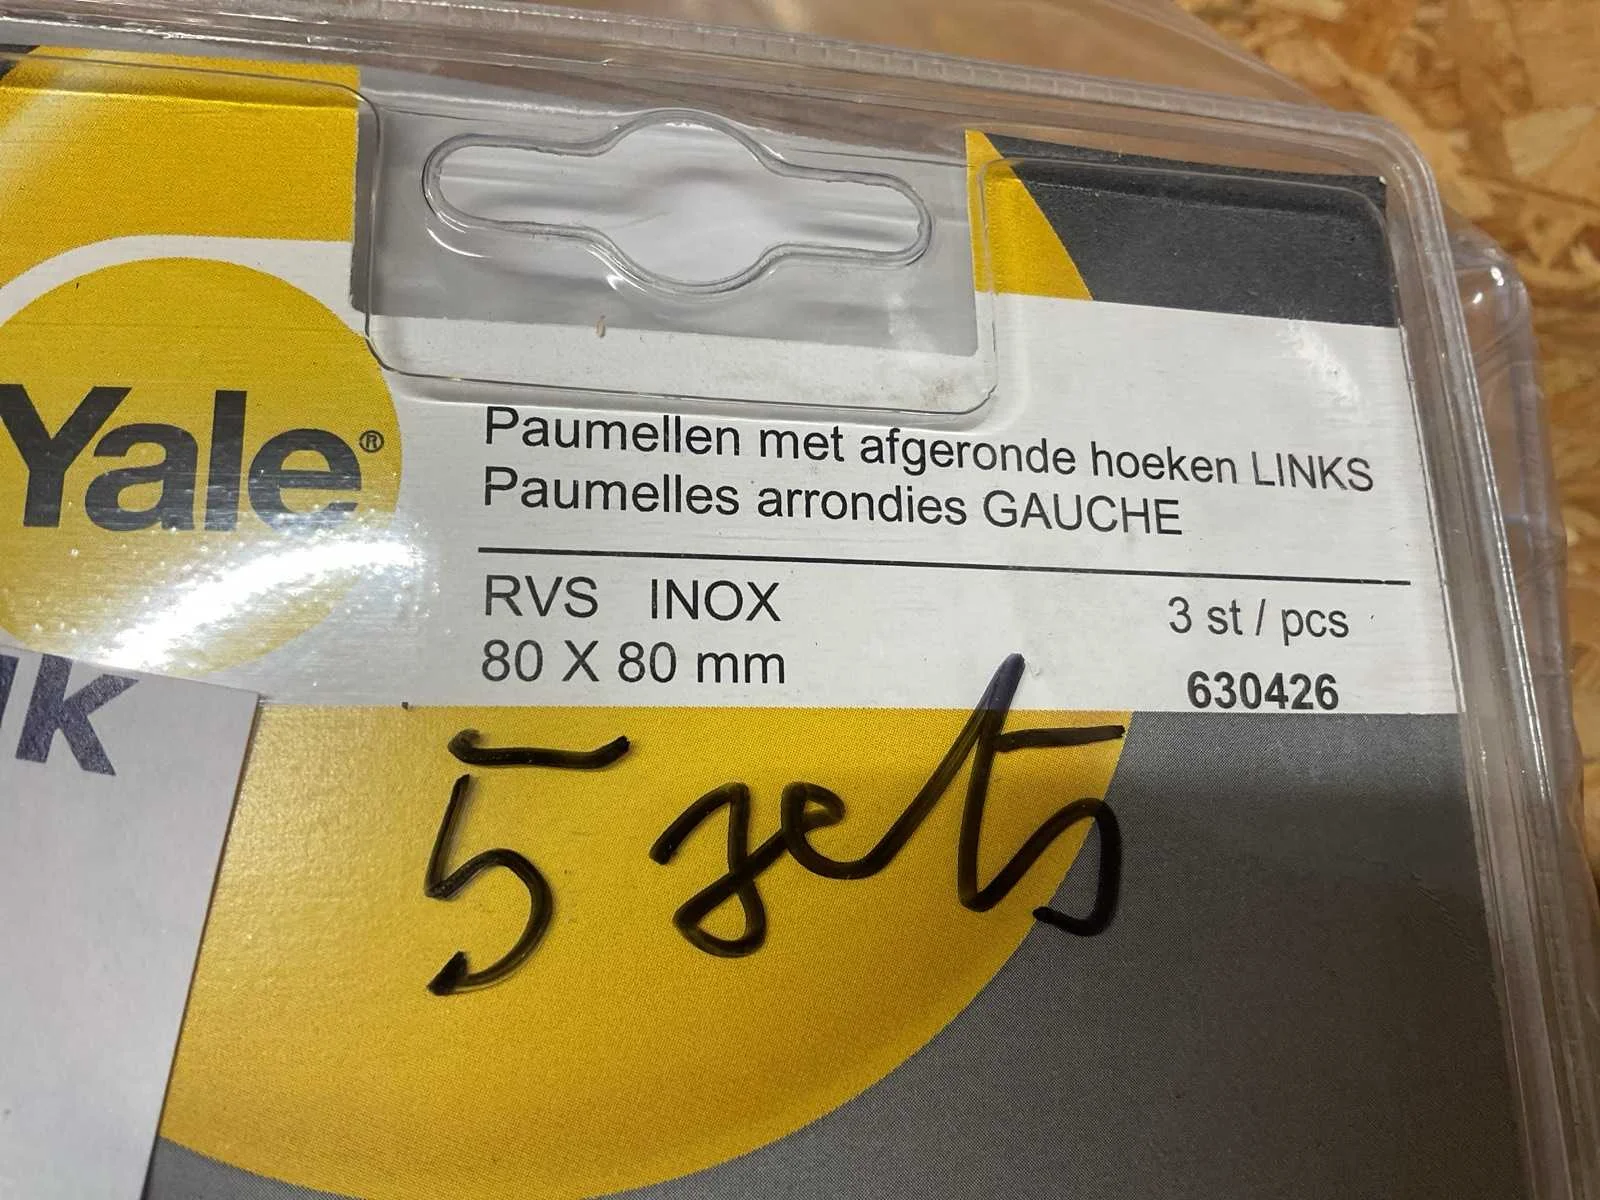 Yale®
Paumellen met afgeronde hoeken LINKS
Paumelles arrondies GAUCHE
RVS INOX
3 st / pcs
80 X 80 mm
630426
5 sets